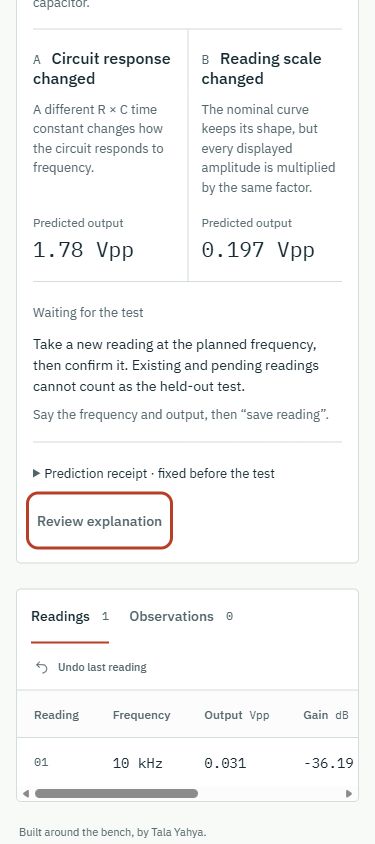 capacitor.
A Circuit response
changed
A different R × C time
constant changes how
the circuit responds to
frequency.
Predicted output
1.78 Vpp
B Reading scale
changed
The nominal curve
keeps its shape, but
every displayed
amplitude is multiplied
by the same factor.
Predicted output
0.197 Vpp
Waiting for the test
Take a new reading at the planned frequency,
then confirm it. Existing and pending readings
cannot count as the held-out test.
Say the frequency and output, then “save reading”.
Prediction receipt · fixed before the test
Review explanation
Readings 1 Observations 0
Undo last reading
Reading Frequency Output Vpp Gain dB
01 10 kHz 0.031 -36.19
Built around the bench, by Tala Yahya.